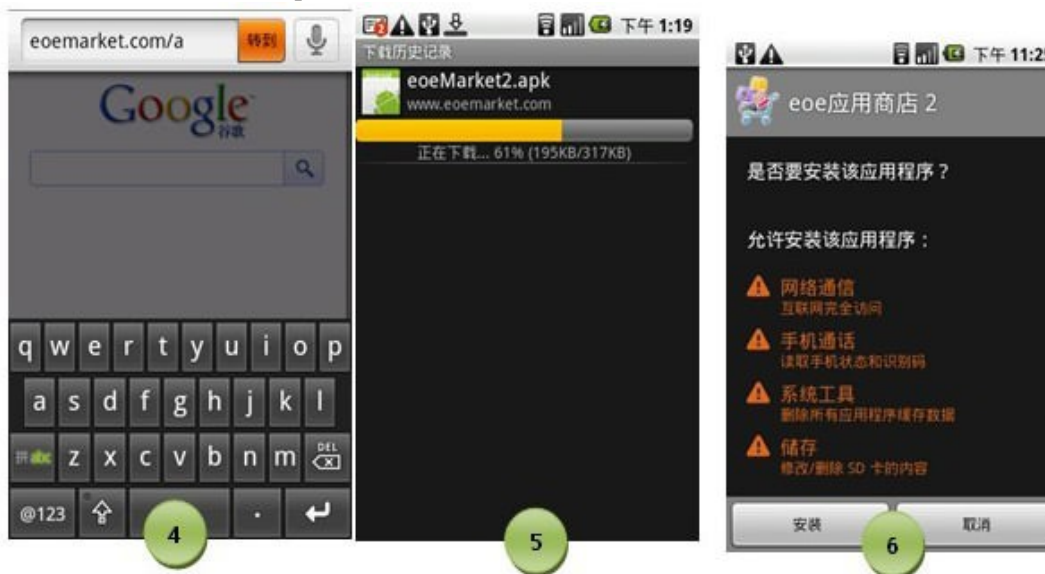 eoemarket.com/a
转到
Google
谷歌
q w e r t y u i o p
a s d f g h j k l
拼 abc z x c v b n m DEL
@123 .
4
下午 1:19
下载历史记录
eoeMarket2.apk
www.eoemarket.com
正在下载... 61% (195KB/317KB)
5
下午 11:25
eoe应用商店 2
是否要安装该应用程序？
允许安装该应用程序：
网络通信
互联网完全访问
手机通话
读取手机状态和识别码
系统工具
删除所有应用程序缓存数据
储存
修改/删除 SD 卡的内容
安装 取消
6